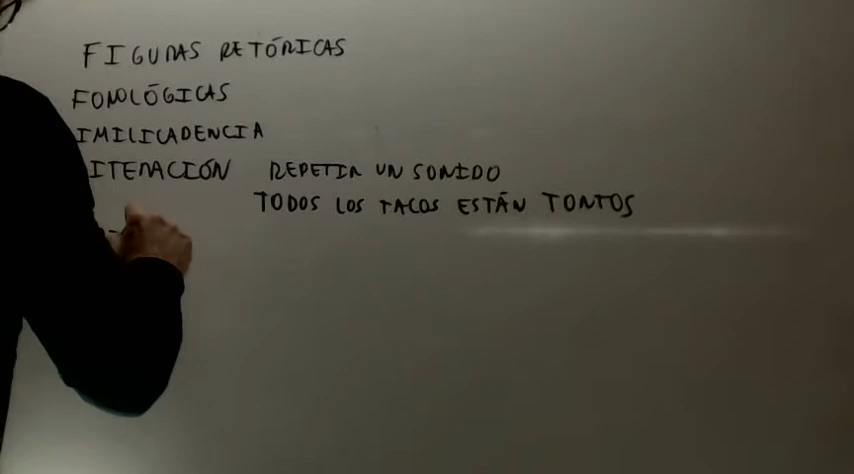 FIGURAS RETÓRICAS
FONOLÓGICAS
IMILICADENCIA
ITERACIÓN REPETIR UN SONIDO
TODOS LOS TACOS ESTÁN TONTOS